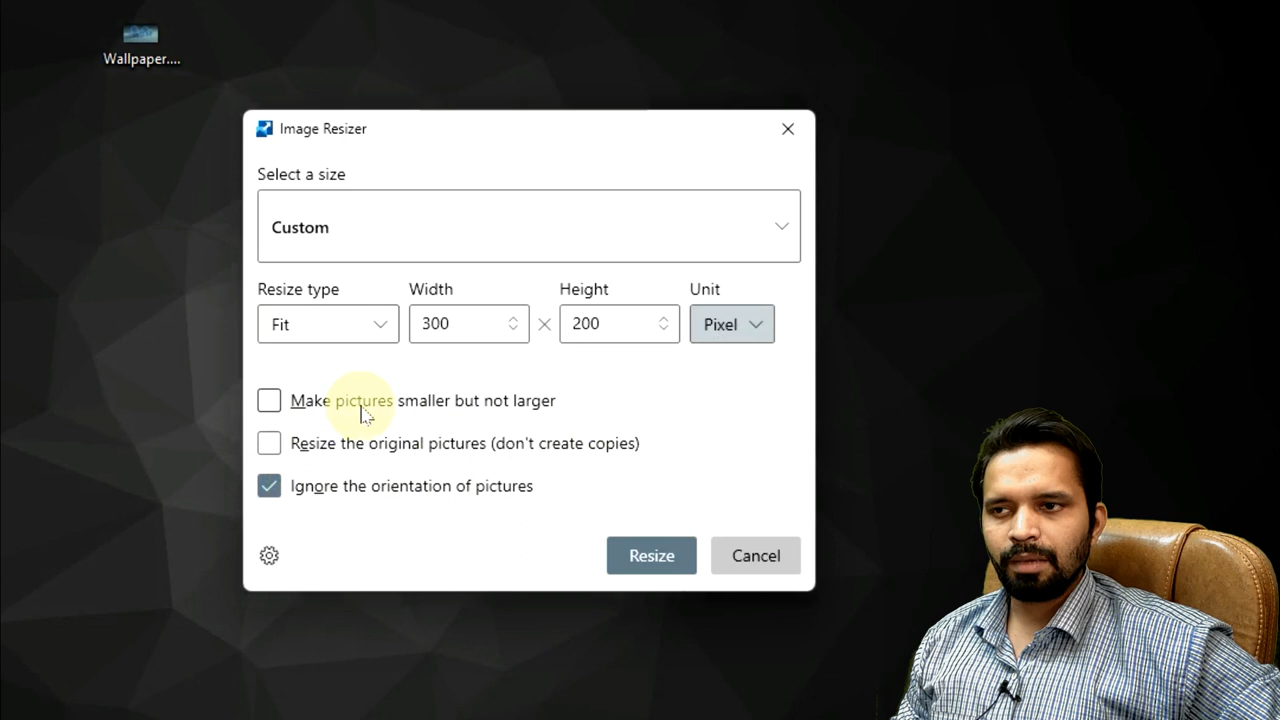 Wallpaper....
Image Resizer
Select a size
Custom
Resize type Width Height Unit
Fit 300 200 Pixel
Make pictures smaller but not larger
Resize the original pictures (don't create copies)
Ignore the orientation of pictures
Resize Cancel